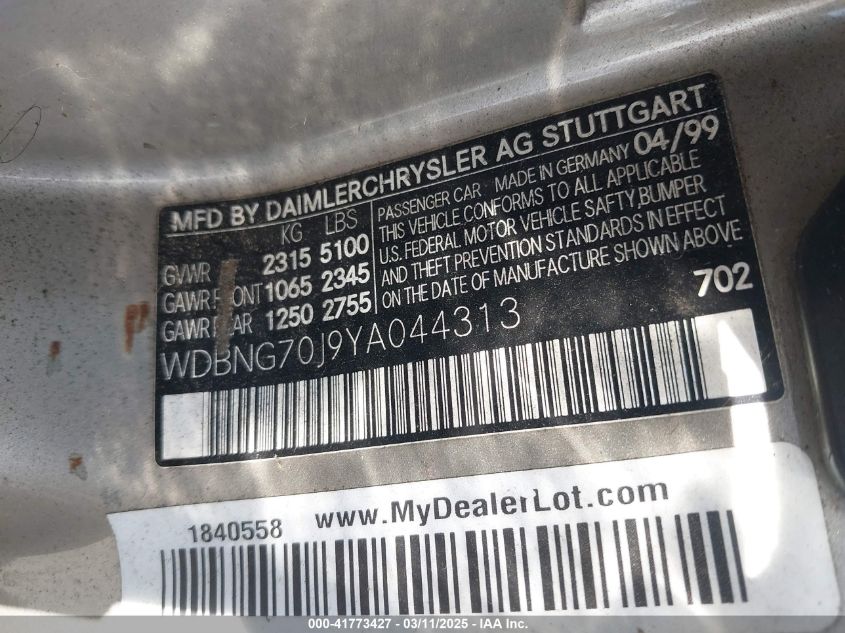 MFD BY DAIMLERCHRYSLER AG STUTTGART
KG LBS
GVWR 2315 5100
GAWR FRONT 1065 2345
GAWR REAR 1250 2755
PASSENGER CAR MADE IN GERMANY 04/99
THIS VEHICLE CONFORMS TO ALL APPLICABLE
U.S. FEDERAL MOTOR VEHICLE SAFTY, BUMPER
AND THEFT PREVENTION STANDARDS IN EFFECT
ON THE DATE OF MANUFACTURE SHOWN ABOVE
702
WDBNG70J9YA044313
1840558 www.MyDealerLot.com
000-41773427 - 03/11/2025 - IAA Inc.